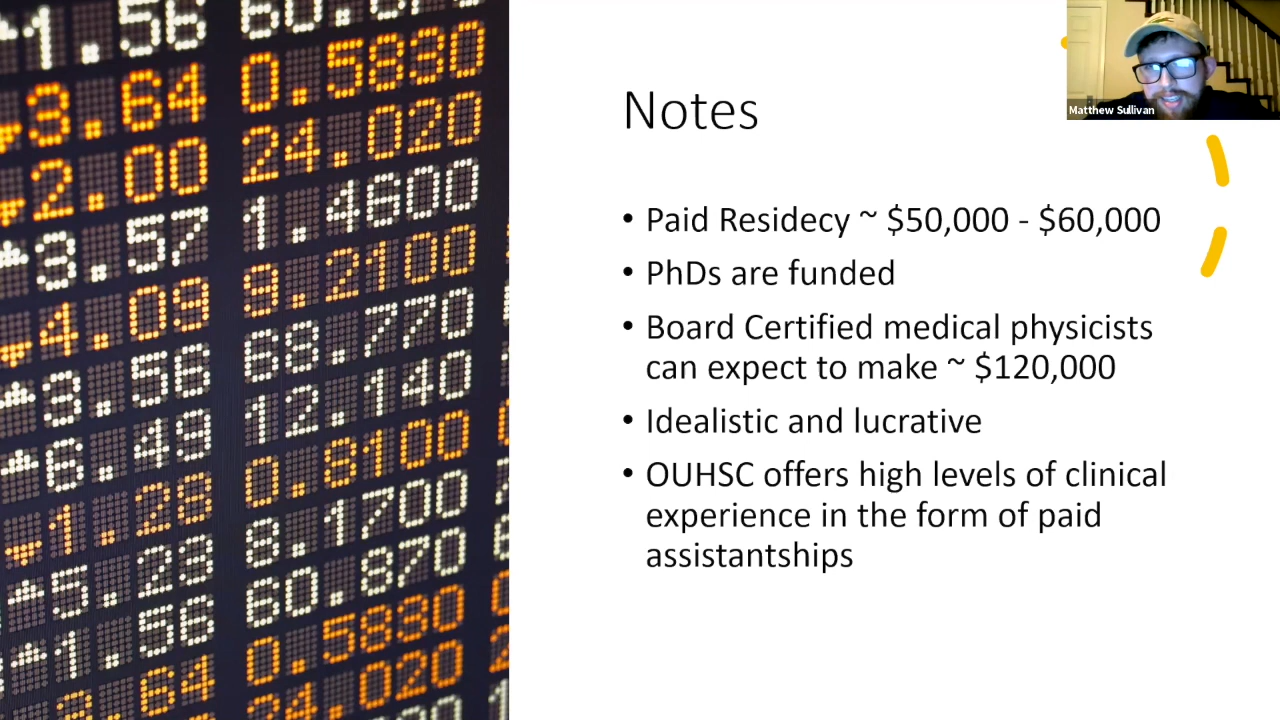 1.56 60.870
3.64 0.5830
2.00 24.020
3.57 1.4600
4.09 9.2100
3.56 68.770
6.49 12.140
1.28 0.8100
5.29 8.1700
1.56 60.870
3.64 0.5830
24.020
Matthew Sullivan
Notes
• Paid Residecy ~ $50,000 - $60,000
• PhDs are funded
• Board Certified medical physicists
can expect to make ~ $120,000
• Idealistic and lucrative
• OUHSC offers high levels of clinical
experience in the form of paid
assistantships